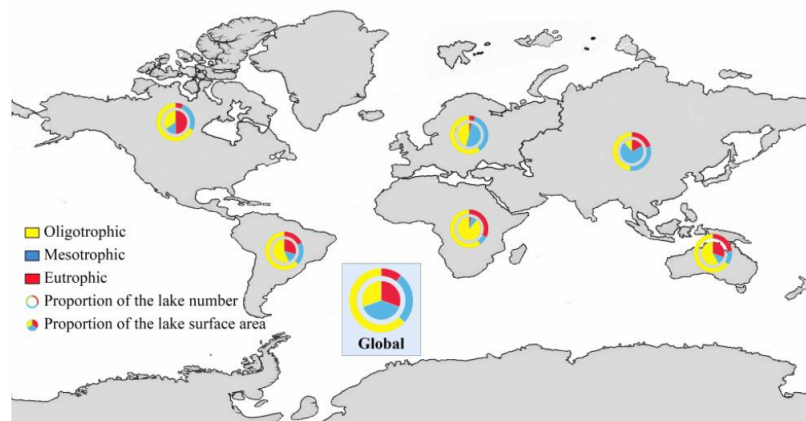 Oligotrophic
Mesotrophic
Eutrophic
Proportion of the lake number
Proportion of the lake surface area
Global